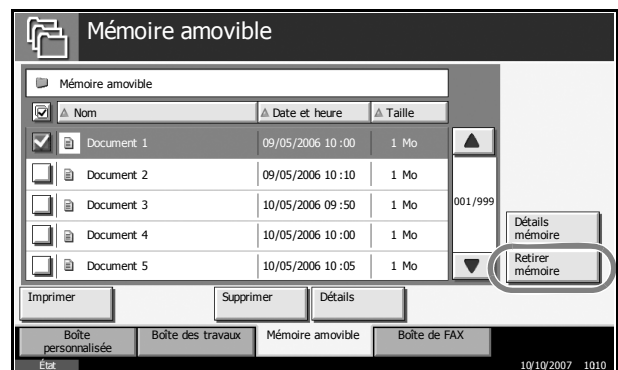 Mémoire amovible
Mémoire amovible
Nom Date et heure Taille
Document 1 09/05/2006 10 :00 1 Mo
Document 2 09/05/2006 10 :10 1 Mo
Document 3 10/05/2006 09 :50 1 Mo
001/999
Document 4 10/05/2006 10 :00 1 Mo
Document 5 10/05/2006 10 :05 1 Mo
Détails
mémoire
Retirer
mémoire
Imprimer Supprimer Détails
Boîte
personnalisée
Boîte des travaux
Mémoire amovible
Boîte de FAX
État 10/10/2007 1010